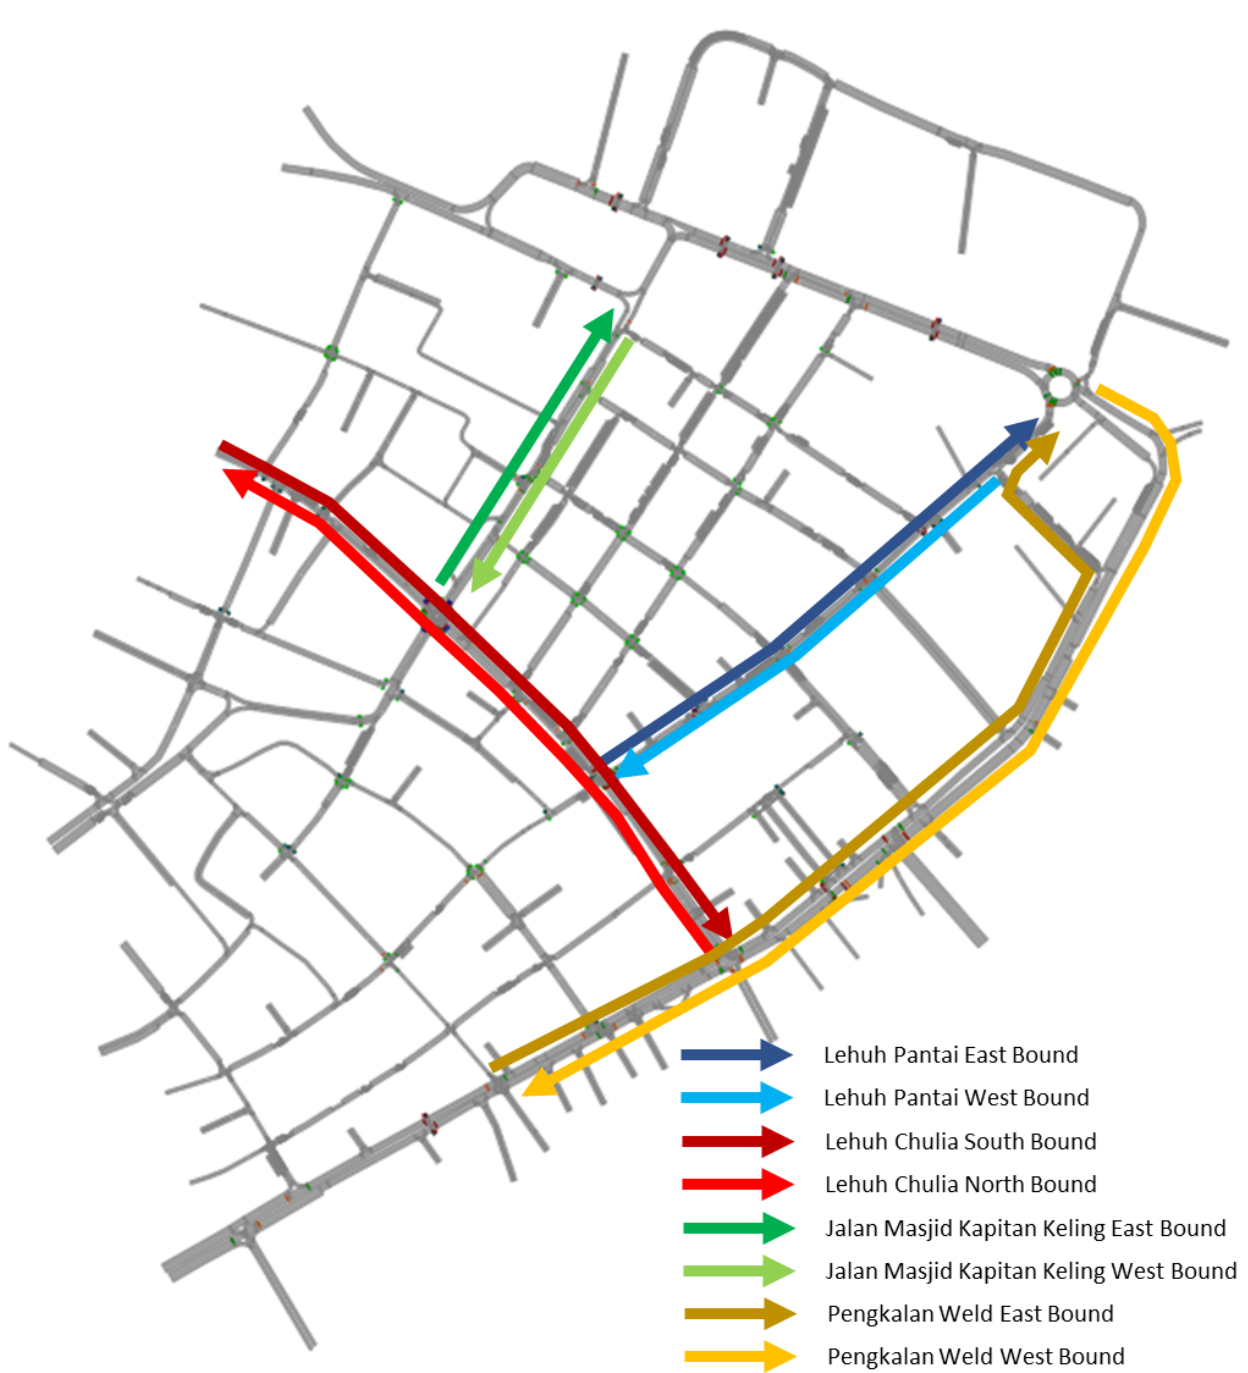 Lehuh Pantai East Bound
Lehuh Pantai West Bound
Lehuh Chulia South Bound
Lehuh Chulia North Bound
Jalan Masjid Kapitan Keling East Bound
Jalan Masjid Kapitan Keling West Bound
Pengkalan Weld East Bound
Pengkalan Weld West Bound